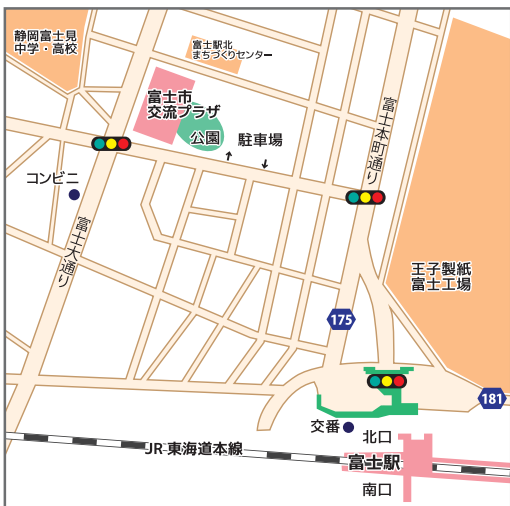 静岡富士見
中学・高校
富士駅北
まちづくりセンター
富士市
交流プラザ
公園
駐車場
富士本町通り
コンビニ
富士大通り
王子製紙
富士工場
175
181
交番
北口
JR 東海道本線
富士駅
南口